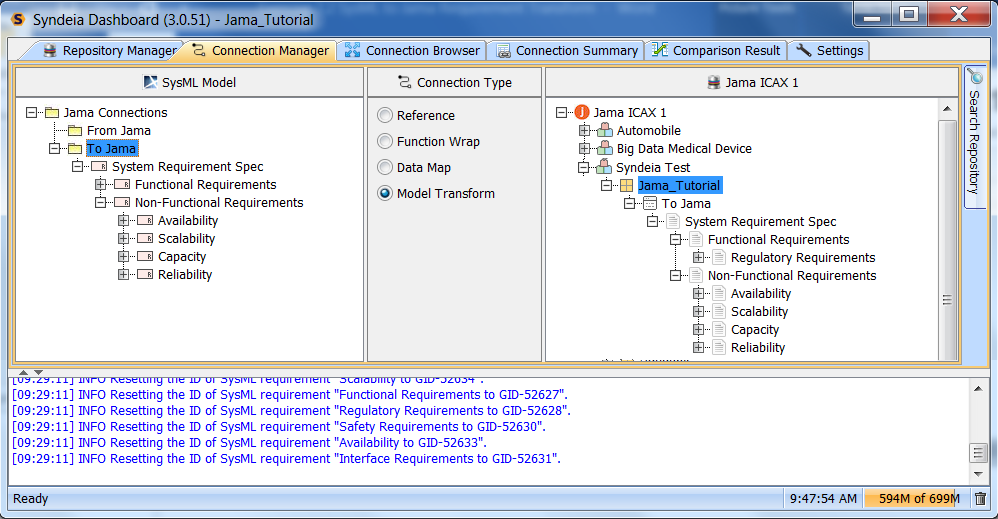 Syndeia Dashboard (3.0.51) - Jama_Tutorial
Repository Manager
Connection Manager
Connection Browser
Connection Summary
Comparison Result
Settings
SysML Model
Jama Connections
From Jama
To Jama
System Requirement Spec
Functional Requirements
Non-Functional Requirements
Availability
Scalability
Capacity
Reliability
Connection Type
Reference
Function Wrap
Data Map
Model Transform
Jama ICAX 1
Jama ICAX 1
Automobile
Big Data Medical Device
Syndeia Test
Jama_Tutorial
To Jama
System Requirement Spec
Functional Requirements
Regulatory Requirements
Non-Functional Requirements
Availability
Scalability
Capacity
Reliability
Search Repository
[09:29:11] INFO Resetting the ID of SysML requirement "Scalability to GID-52634".
[09:29:11] INFO Resetting the ID of SysML requirement "Functional Requirements to GID-52627".
[09:29:11] INFO Resetting the ID of SysML requirement "Regulatory Requirements to GID-52628".
[09:29:11] INFO Resetting the ID of SysML requirement "Safety Requirements to GID-52630".
[09:29:11] INFO Resetting the ID of SysML requirement "Availability to GID-52633".
[09:29:11] INFO Resetting the ID of SysML requirement "Interface Requirements to GID-52631".
Ready
9:47:54 AM
594M of 699M